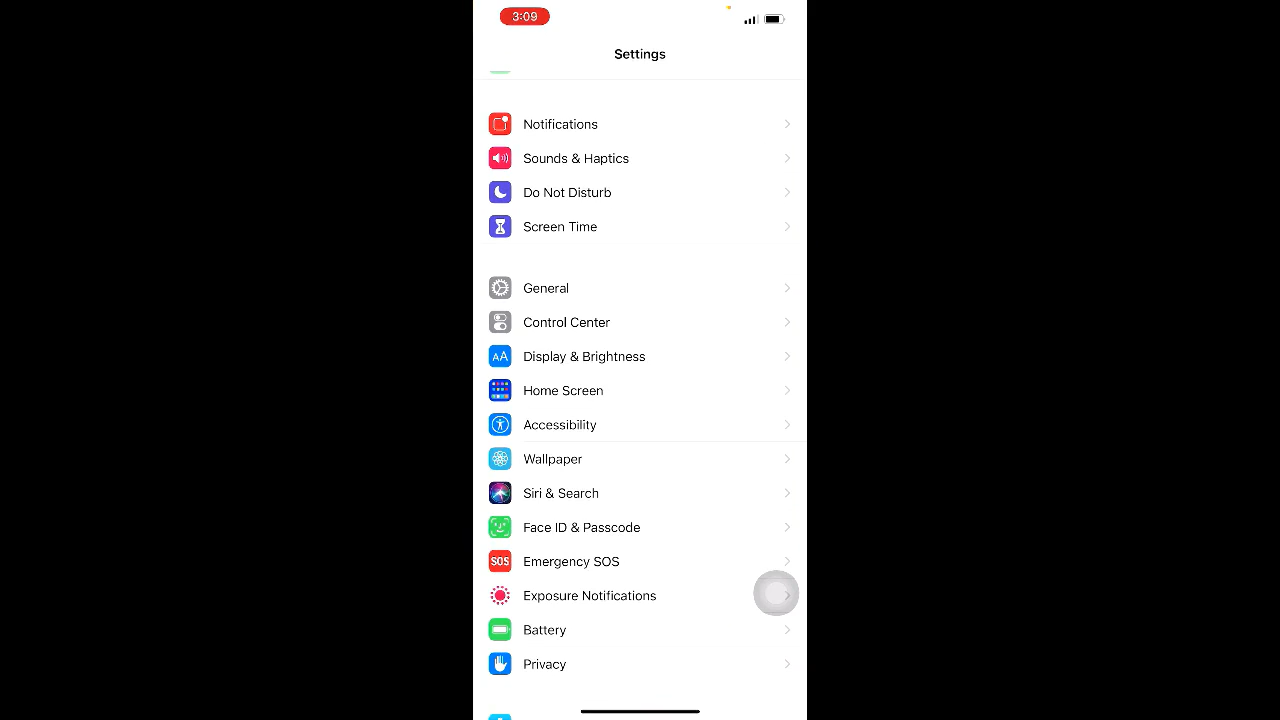 3:09
Settings
Notifications
Sounds & Haptics
Do Not Disturb
Screen Time
General
Control Center
AA Display & Brightness
Home Screen
Accessibility
Wallpaper
Siri & Search
Face ID & Passcode
SOS Emergency SOS
Exposure Notifications
Battery
Privacy